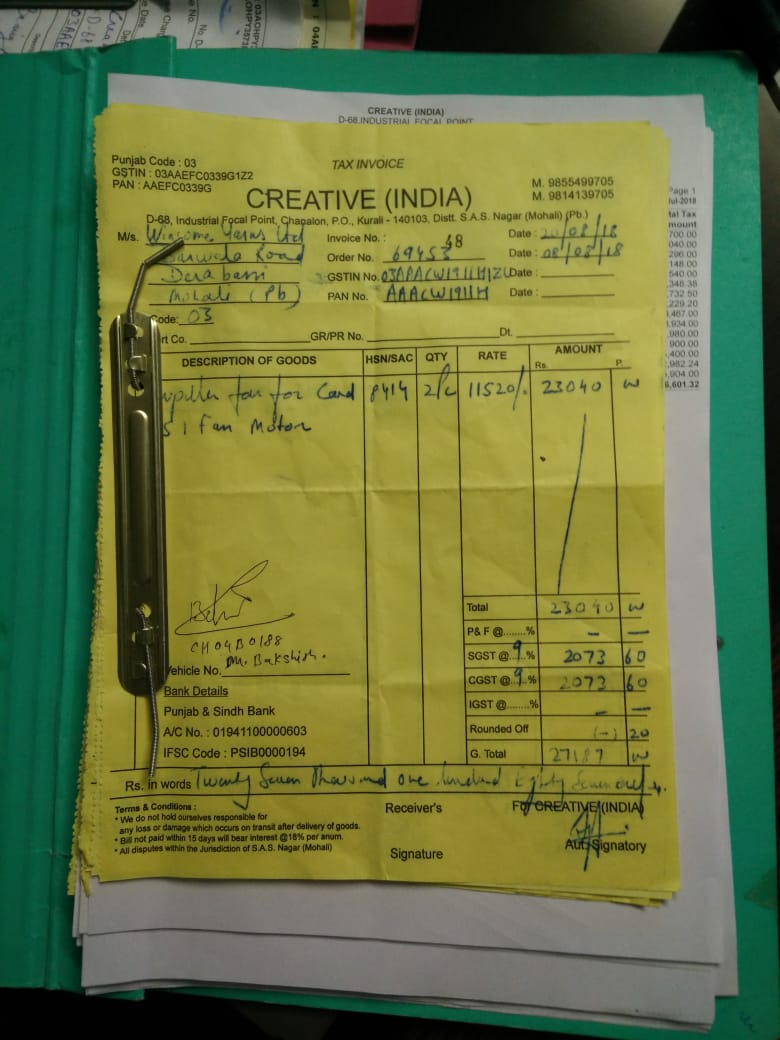 CREATIVE (INDIA)
D-68, INDUSTRIAL FOCAL POINT
Punjab Code : 03
GSTIN : 03AAEFC0339G1Z2
PAN : AAEFC0339G
TAX INVOICE
M. 9855499705
M. 9814139705
CREATIVE (INDIA)
D-68, Industrial Focal Point, Chanalon, P.O., Kurali - 140103, Distt. S.A.S. Nagar (Mohali) (Pb.)
M/s. Winsome Yarns Ltd Invoice No. : 68 Date : 20/08/18
Barwala Road Order No. 69453 Date : 08/08/18
Derabassi GSTIN No. 03AAACW1911H1ZU Date :
Mohali (Pb) PAN No. AAACW1911H Date :
Code: 03
rt Co. GR/PR No. Dt.
DESCRIPTION OF GOODS HSN/SAC QTY RATE AMOUNT
Rs. P.
fan for Card 8414 2/c 11520/- 23040 w
51 Fan Motor
Total 23040 w
P& F @........% – –
SGST @..9..% 2073 60
CGST @..9..% 2073 60
IGST @........% – –
Rounded Off (-) 20
G. Total 27187 w
CH04B0188
Mr. Bakshish.
Vehicle No.
Bank Details
Punjab & Sindh Bank
A/C No. : 01941100000603
IFSC Code : PSIB0000194
Rs. in words Twenty Seven Thousand one hundred Eighty Seven only.
Terms & Conditions :
* We do not hold ourselves responsible for
any loss or damage which occurs on transit after delivery of goods.
* Bill not paid within 15 days will bear interest @18% per anum.
* All disputes within the Jurisdiction of S.A.S. Nagar (Mohali)
Receiver's
Signature
For CREATIVE (INDIA)
Aut. Signatory
Page 1
Jul-2018
tal Tax
mount
700.00
040.00
296.00
148.00
540.00
348.38
732.50
229.20
,467.00
3,934.00
,980.00
900.00
,400.00
,982.24
,904.00
6,601.32